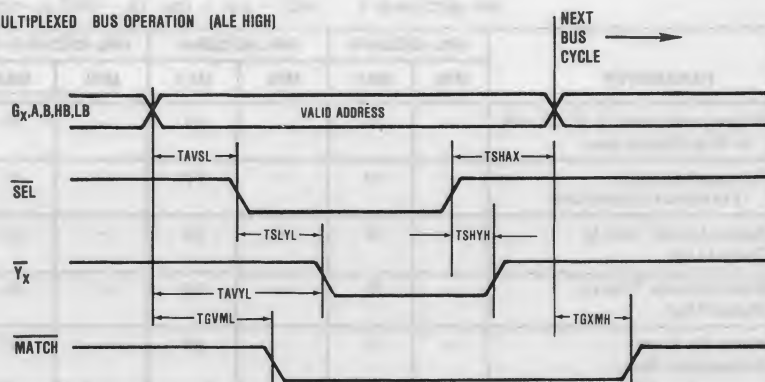 ULTIPLEXED BUS OPERATION (ALE HIGH)
NEXT
BUS
CYCLE
GX,A,B,HB,LB
VALID ADDRESS
TAVSL
TSHAX
SEL
TSLYL
TSHYH
YX
TAVYL
TGVML
TGXMH
MATCH